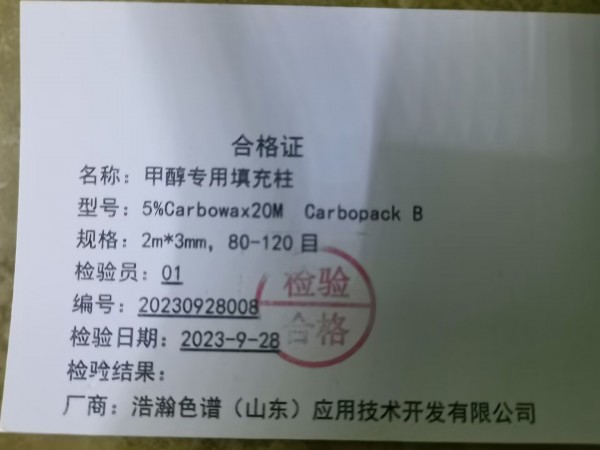 合格证
名称：甲醇专用填充柱
型号：5%Carbowax20M Carbopack B
规格：2m*3mm，80-120目
检验员：01
编号：20230928008
检验日期：2023-9-28
检验结果：
检验
合格
厂商：浩瀚色谱（山东）应用技术开发有限公司